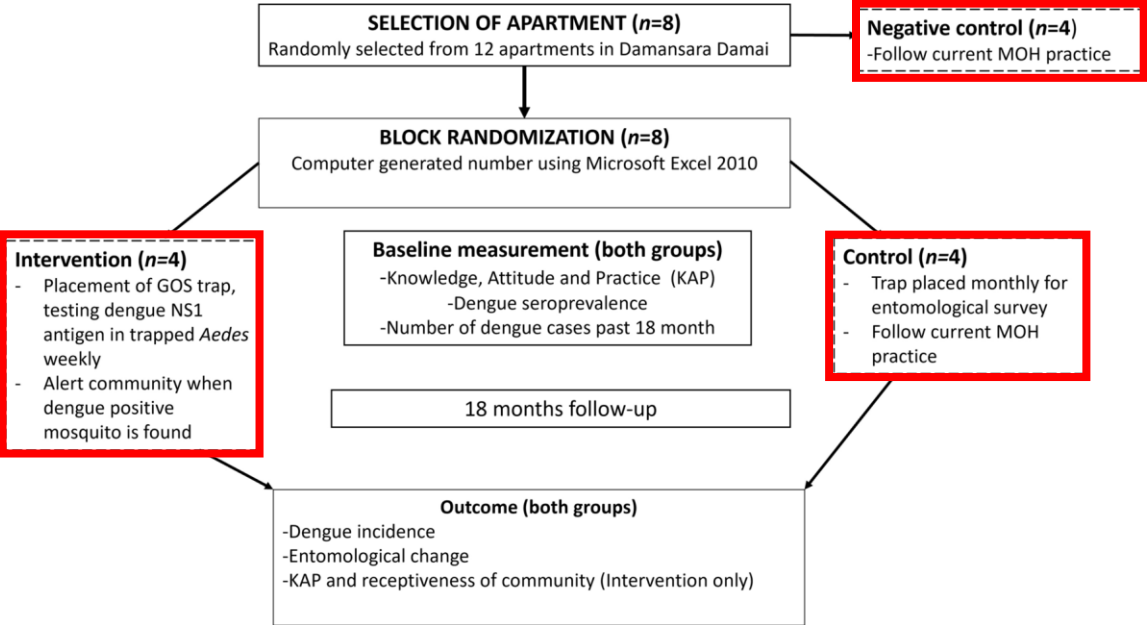 SELECTION OF APARTMENT (n=8)
Randomly selected from 12 apartments in Damansara Damai
Negative control (n=4)
-Follow current MOH practice
BLOCK RANDOMIZATION (n=8)
Computer generated number using Microsoft Excel 2010
Intervention (n=4)
- Placement of GOS trap,
testing dengue NS1
antigen in trapped Aedes
weekly
- Alert community when
dengue positive
mosquito is found
Baseline measurement (both groups)
-Knowledge, Attitude and Practice (KAP)
-Dengue seroprevalence
-Number of dengue cases past 18 month
Control (n=4)
- Trap placed monthly for
entomological survey
- Follow current MOH
practice
18 months follow-up
Outcome (both groups)
-Dengue incidence
-Entomological change
-KAP and receptiveness of community (Intervention only)